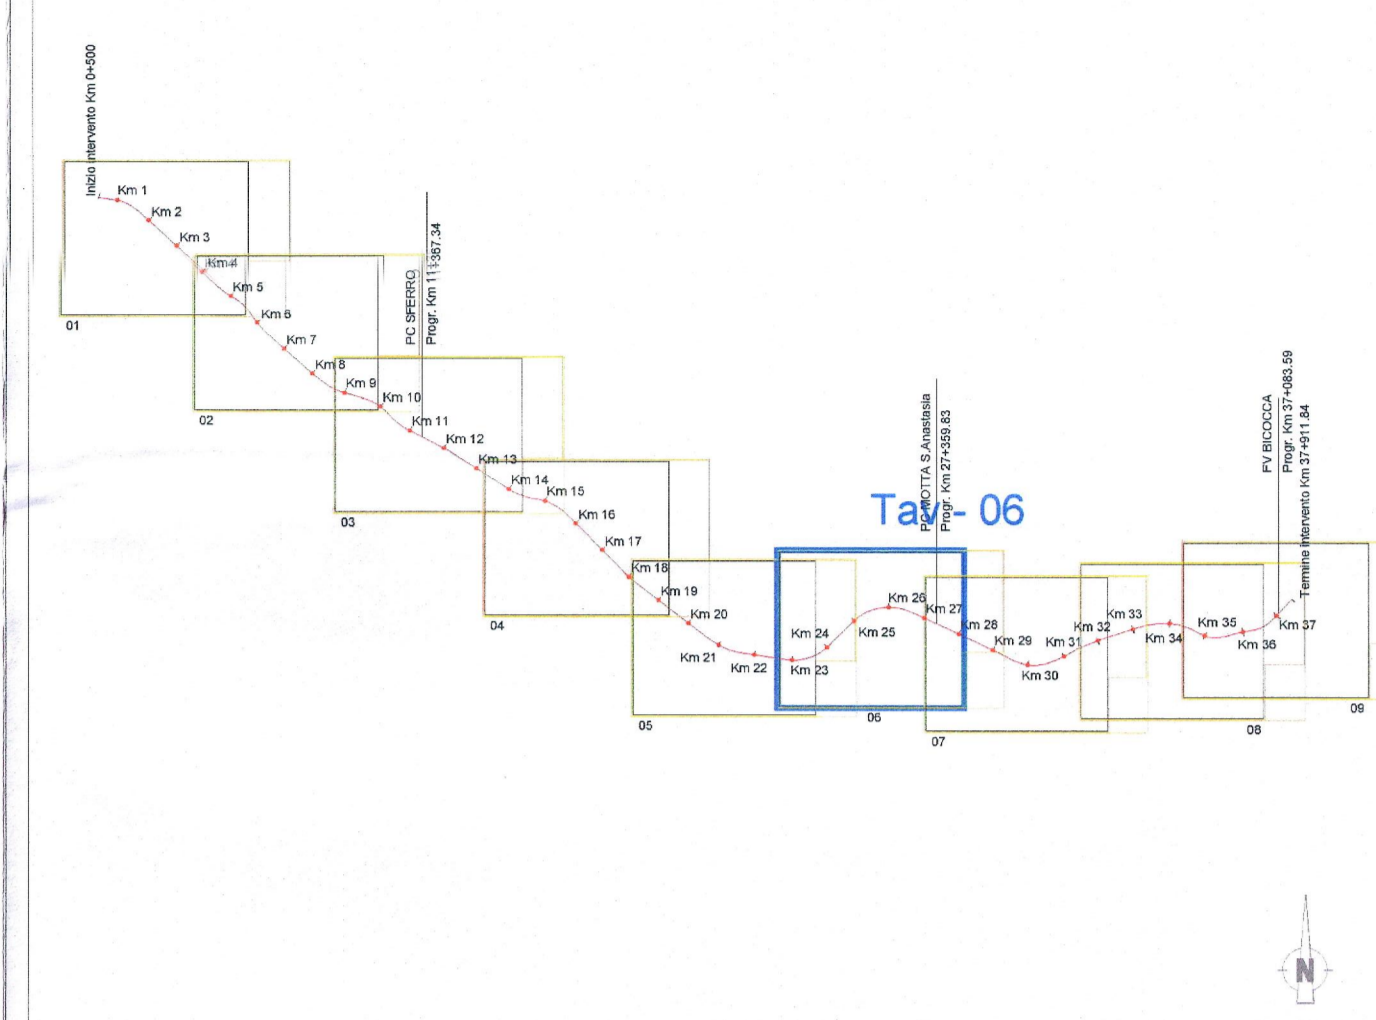 Inizio intervento Km 0+500
Km 1
Km 2
Km 3
Km 4
Km 5
Km 6
Km 7
Km 8
Km 9
Km 10
Km 11
Km 12
Km 13
Km 14
Km 15
Km 16
Km 17
Km 18
Km 19
Km 20
Km 21
Km 22
Km 23
Km 24
Km 25
Km 26
Km 27
Km 28
Km 29
Km 30
Km 31
Km 32
Km 33
Km 34
Km 35
Km 36
Km 37
PC SFERRO
Progr. Km 11+367.34
PC MOTTA S.Anastasia
Progr. Km 27+359.83
FV BICOCCA
Progr. Km 37+083.59
Termine intervento Km 37+911.84
Tav - 06
01
02
03
04
05
06
07
08
09
N